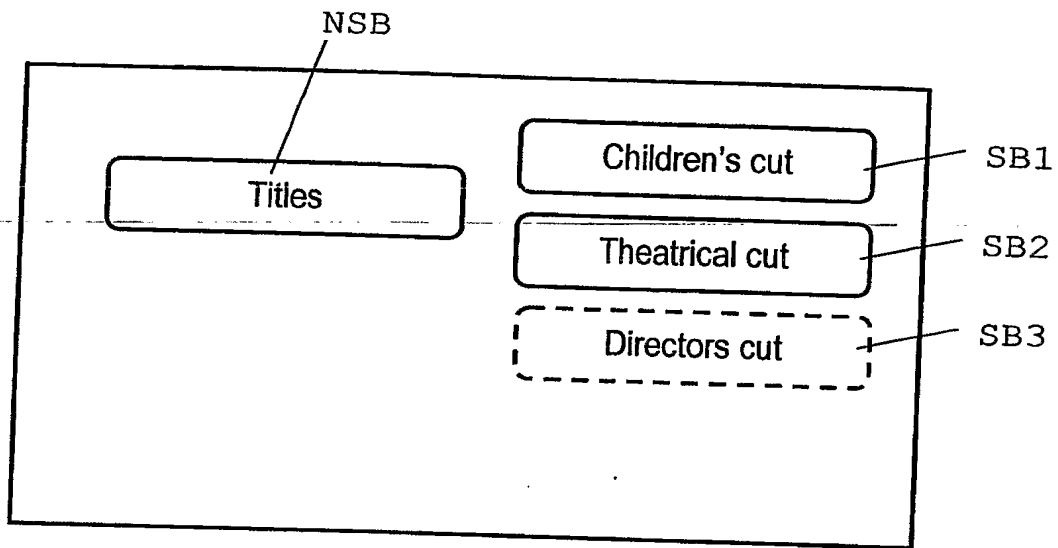 NSB
Titles
Children's cut
SB1
Theatrical cut
SB2
Directors cut
SB3